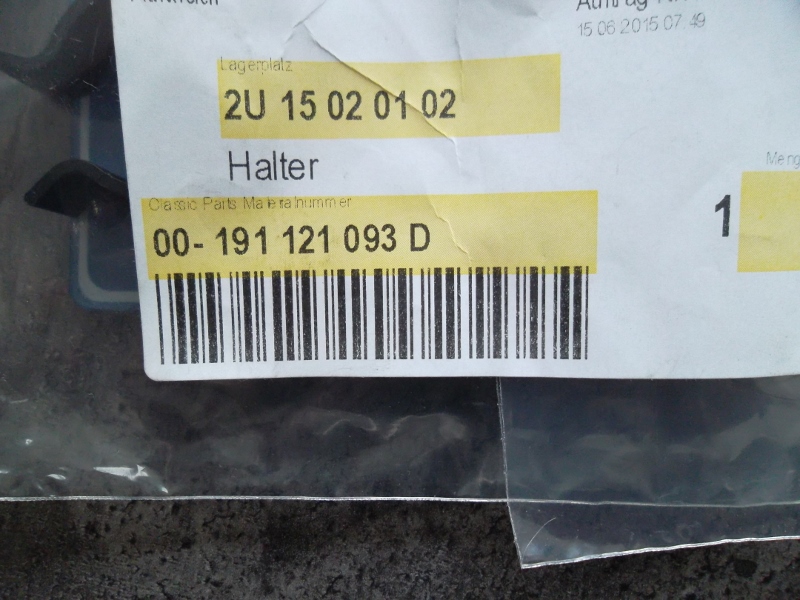 15 06 2015 07 49
Lagerplatz
2U 15 02 01 02
Halter
Classic Parts Materialnummer
00- 191 121 093 D
1